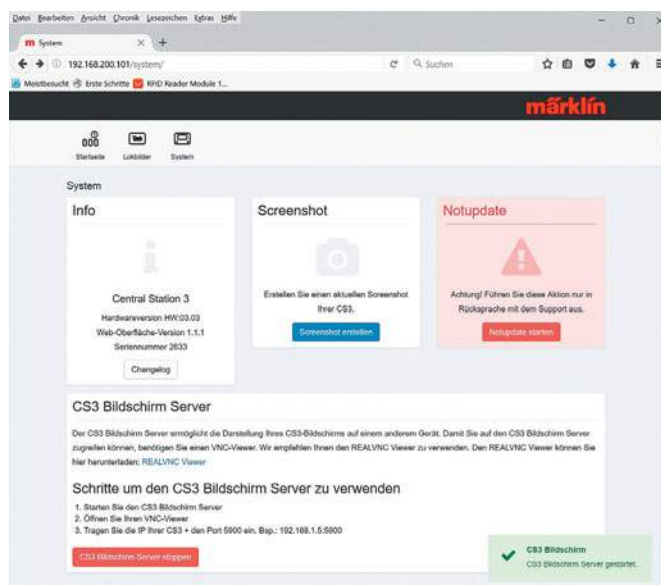 Datei Bearbeiten Ansicht Chronik Lesezeichen Extras Hilfe
m System
192.168.200.101/system/
Suchen
Meistbesucht Erste Schritte RFID Reader Module 1...
märklin
Startseite Lokbilder System
System
Info
Central Station 3
Hardwareversion HW:03.03
Web-Oberfläche-Version 1.1.1
Seriennummer 2633
Changelog
Screenshot
Erstellen Sie einen aktuellen Screenshot
Ihrer CS3.
Screenshot erstellen
Notupdate
Achtung! Führen Sie diese Aktion nur in
Rücksprache mit dem Support aus.
Notupdate starten
CS3 Bildschirm Server
Der CS3 Bildschirm Server ermöglicht die Darstellung Ihres CS3-Bildschirms auf einem anderem Gerät. Damit Sie auf den CS3 Bildschirm Server
zugreifen können, benötigen Sie einen VNC-Viewer. Wir empfehlen Ihnen den REALVNC Viewer zu verwenden. Den REALVNC Viewer können Sie
hier herunterladen: REALVNC Viewer
Schritte um den CS3 Bildschirm Server zu verwenden
1. Starten Sie den CS3 Bildschirm Server
2. Öffnen Sie Ihren VNC-Viewer
3. Tragen Sie die IP Ihrer CS3 + den Port 5900 ein. Bsp.: 192.168.1.5:5900
CS3 Bildschirm Server stoppen
CS3 Bildschirm
CS3 Bildschirm Server gestartet.